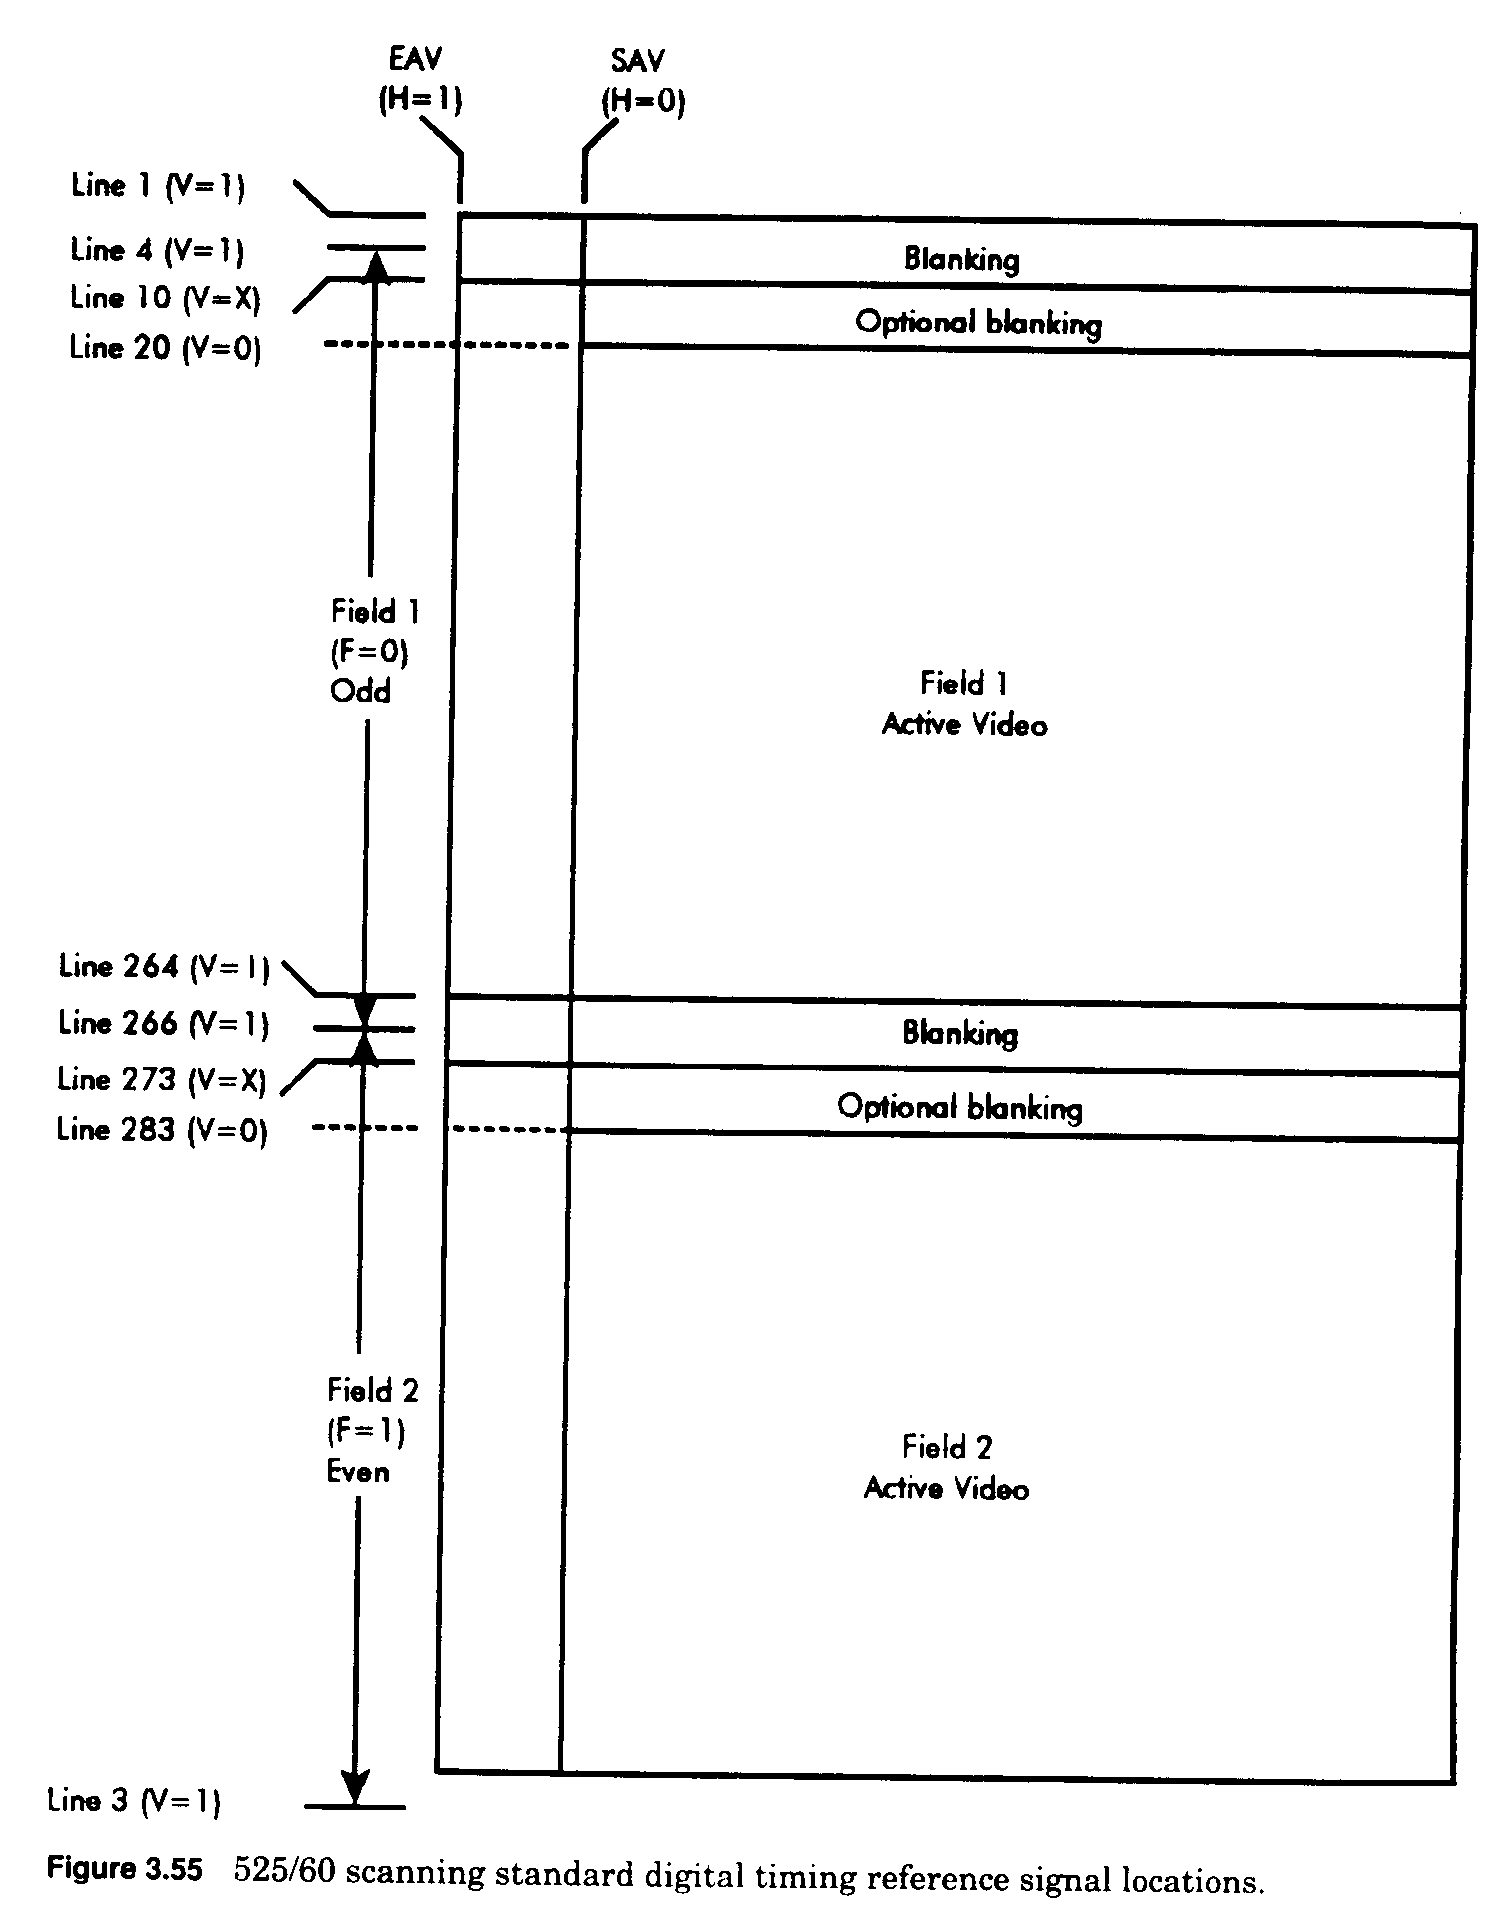 EAV
(H=1)
SAV
(H=0)
Line 1 (V=1)
Line 4 (V=1)
Line 10 (V=X)
Line 20 (V=0)
Blanking
Optional blanking
Field 1
(F=0)
Odd
Field 1
Active Video
Line 264 (V=1)
Line 266 (V=1)
Line 273 (V=X)
Line 283 (V=0)
Blanking
Optional blanking
Field 2
(F=1)
Even
Field 2
Active Video
Line 3 (V=1)
Figure 3.55 525/60 scanning standard digital timing reference signal locations.